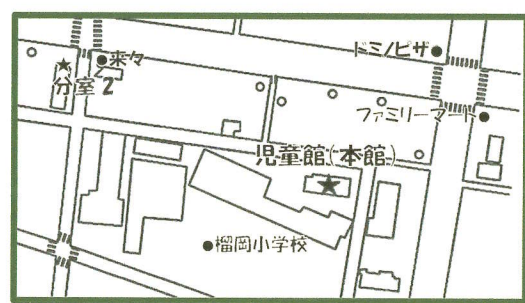 ドミノピザ
来々
分室2
ファミリーマート
児童館(本館)
榴岡小学校